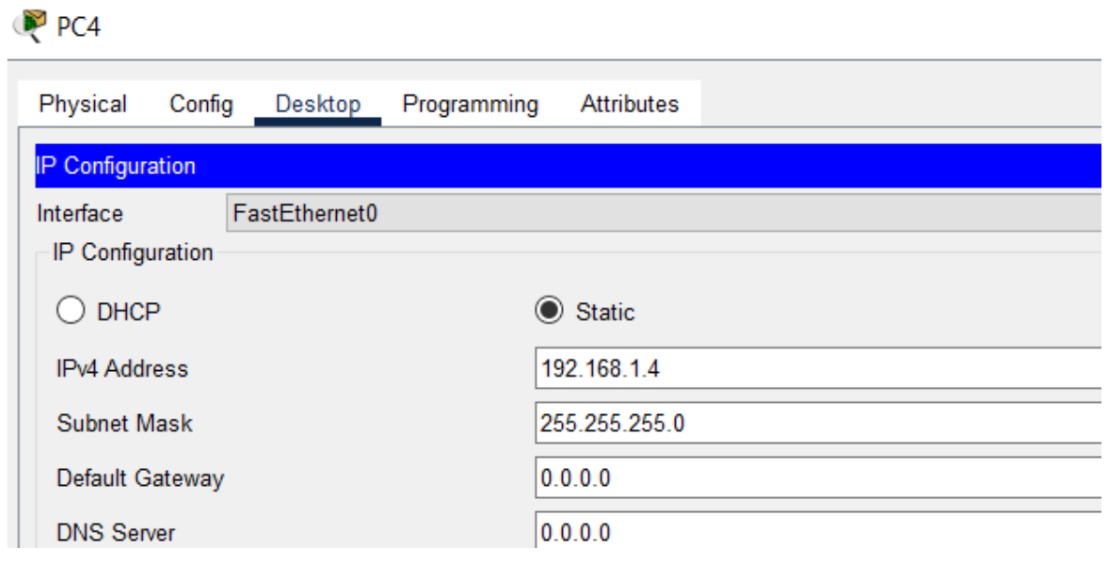 PC4
Physical Config Desktop Programming Attributes
IP Configuration
Interface FastEthernet0
IP Configuration
DHCP Static
IPv4 Address 192.168.1.4
Subnet Mask 255.255.255.0
Default Gateway 0.0.0.0
DNS Server 0.0.0.0